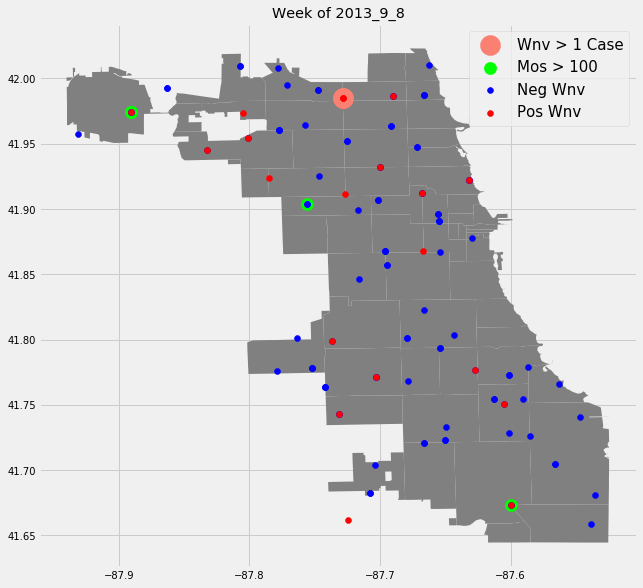 Week of 2013_9_8
Wnv > 1 Case
Mos > 100
Neg Wnv
Pos Wnv
42.00
41.95
41.90
41.85
41.80
41.75
41.70
41.65
−87.9 −87.8 −87.7 −87.6